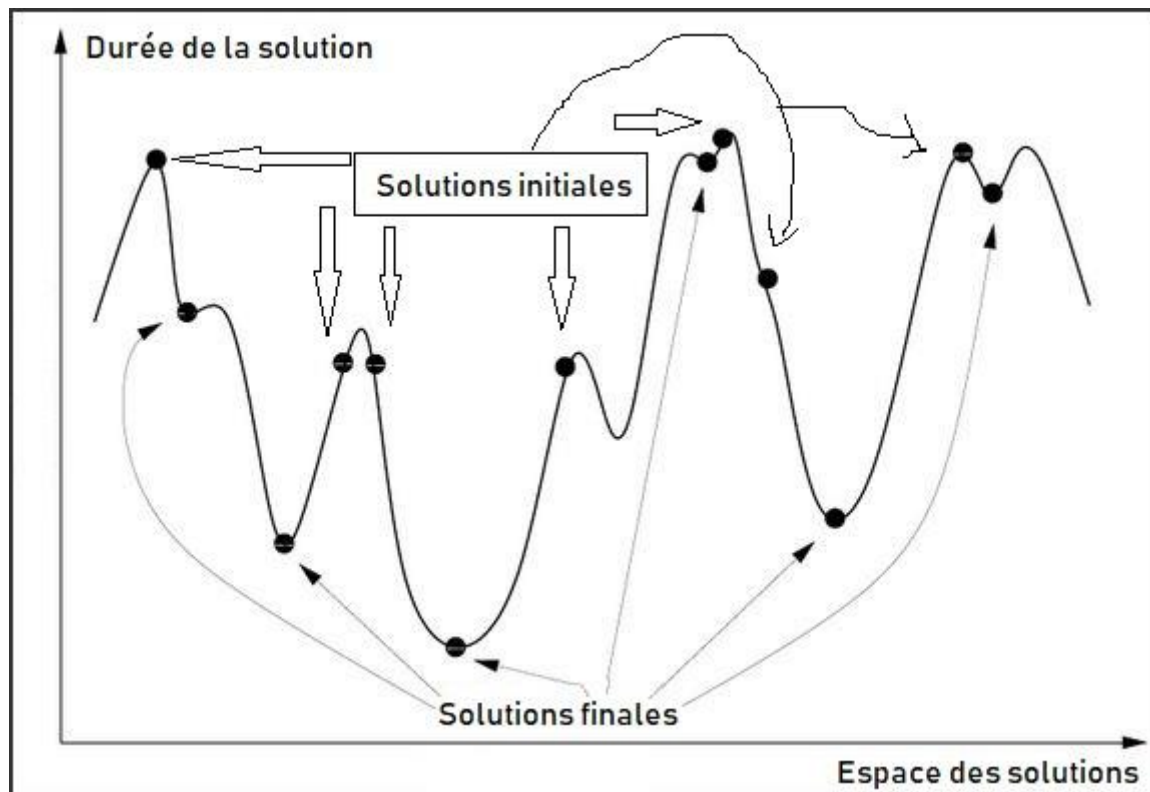 Durée de la solution
Solutions initiales
Solutions finales
Espace des solutions